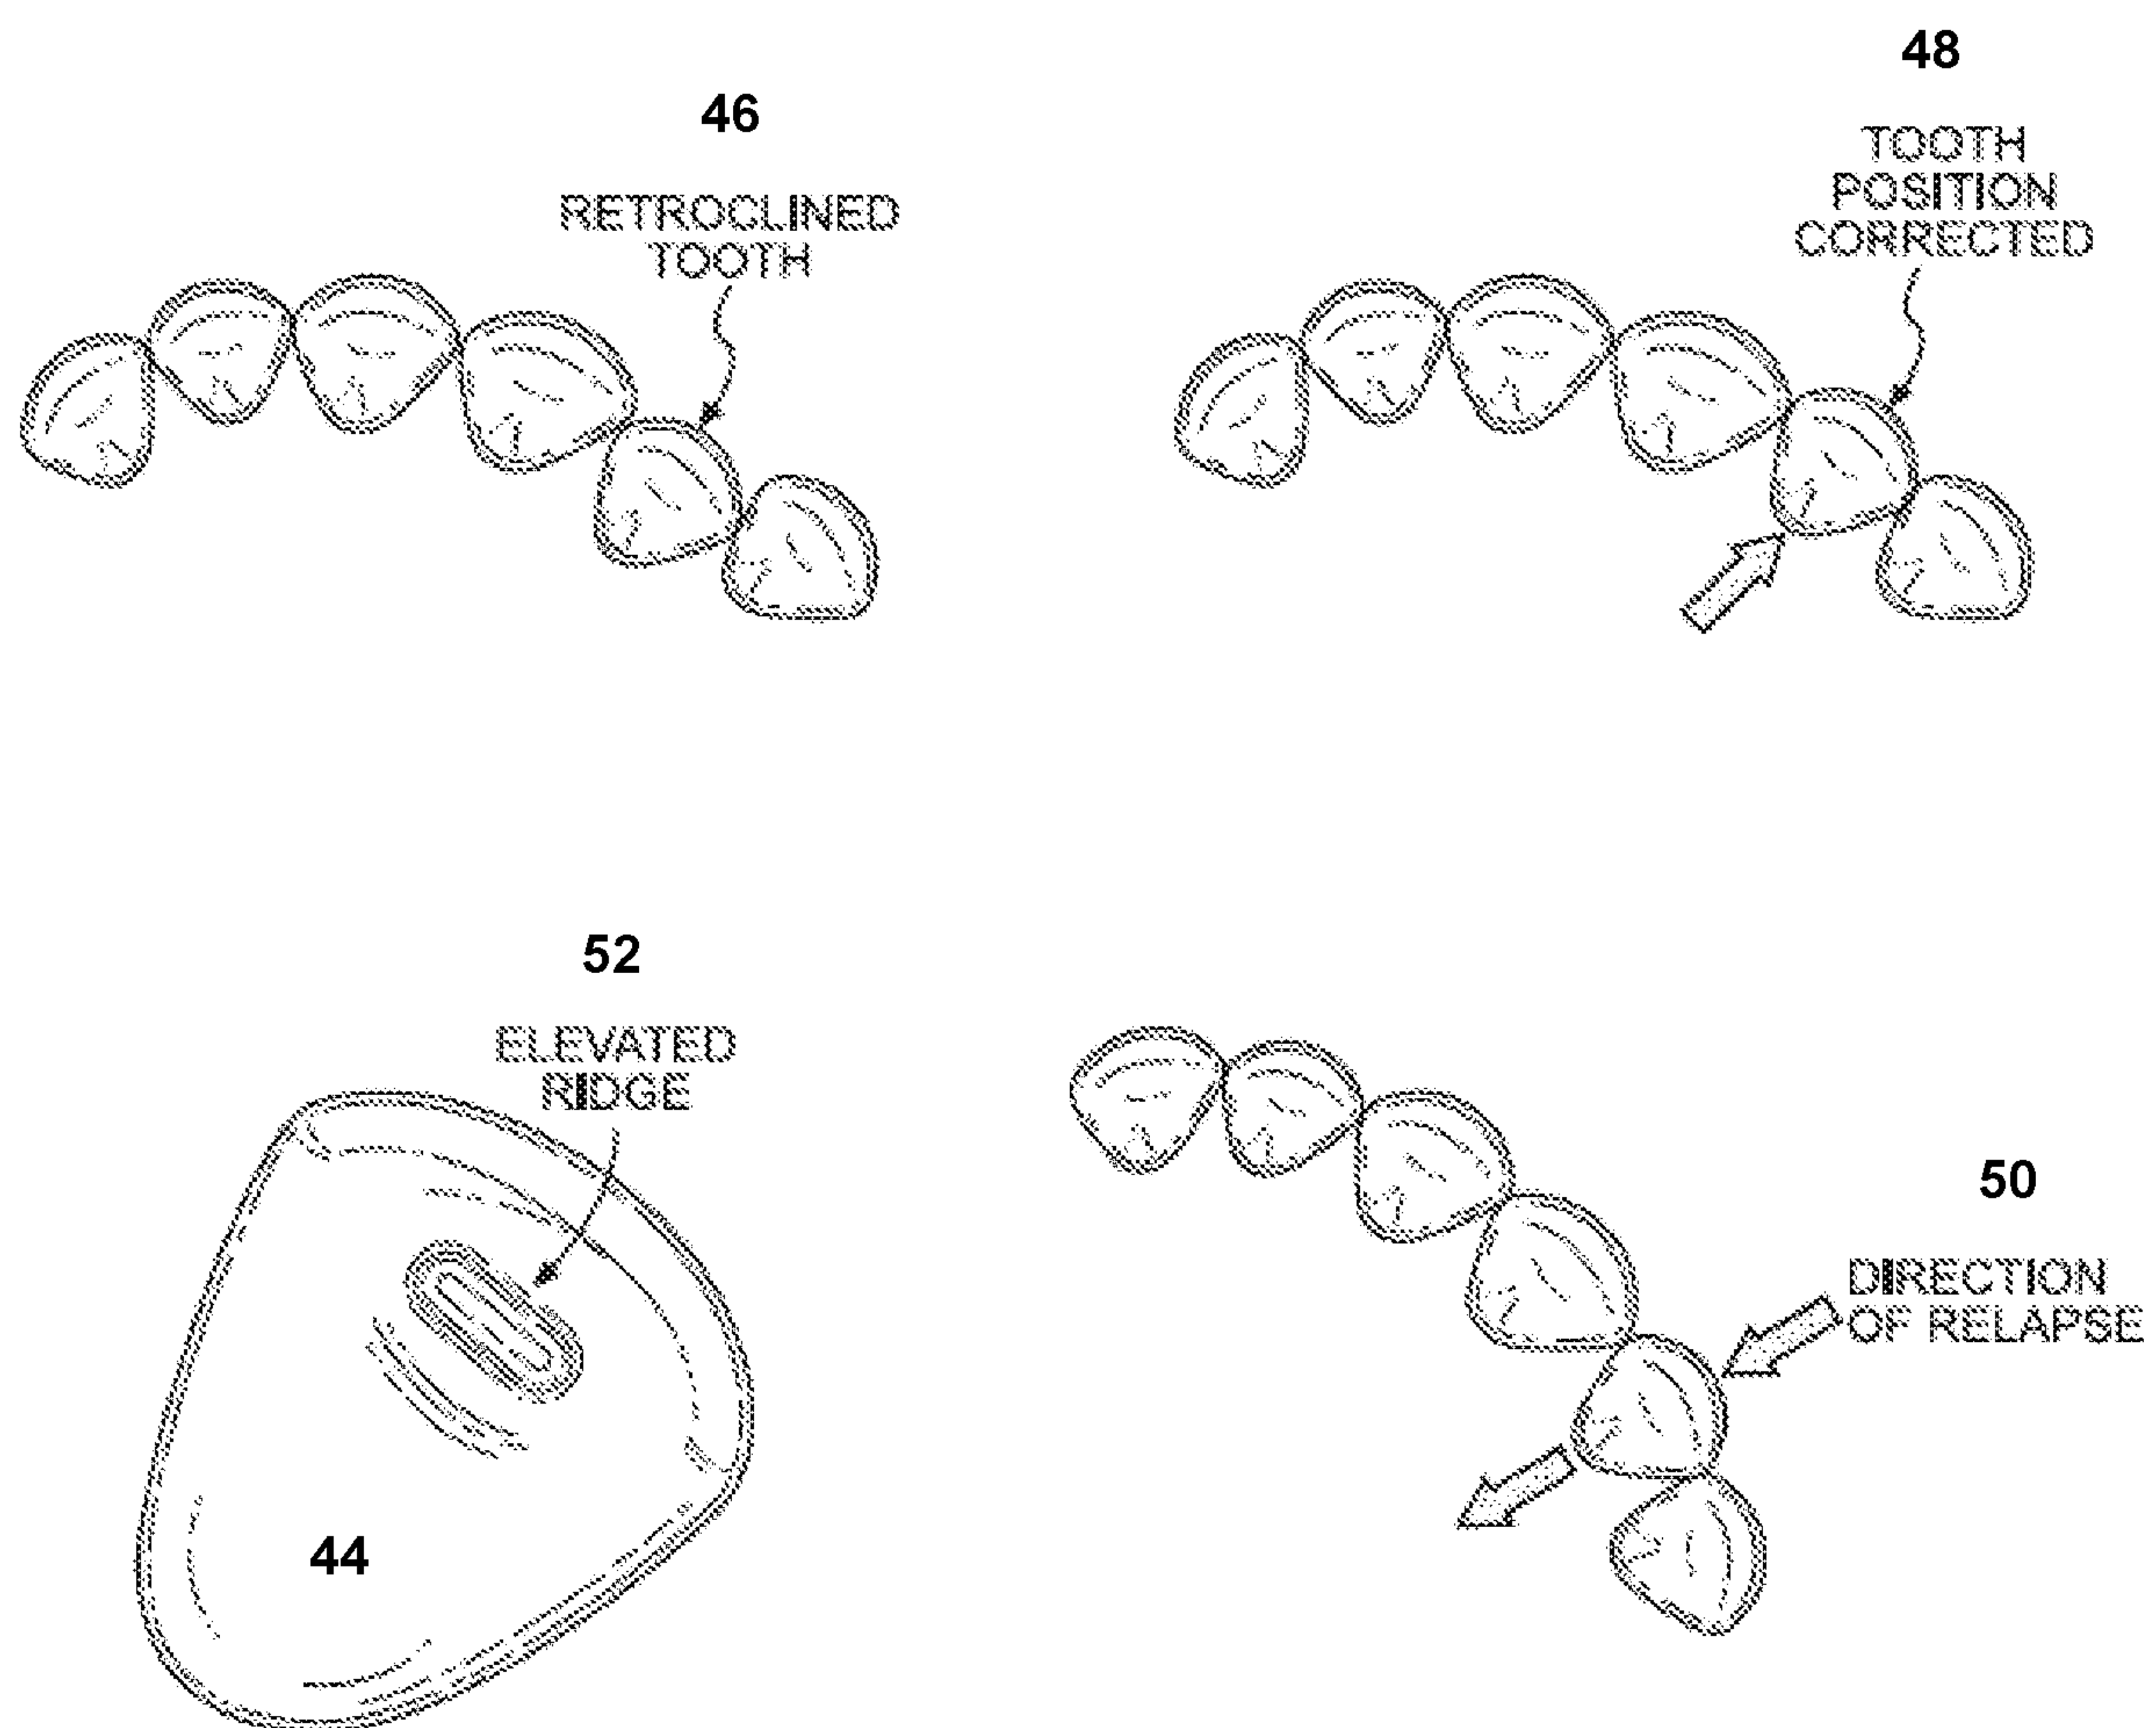 46
RETROCLINED
TOOTH
48
TOOTH
POSITION
CORRECTED
52
ELEVATED
RIDGE
44
50
DIRECTION
OF RELAPSE